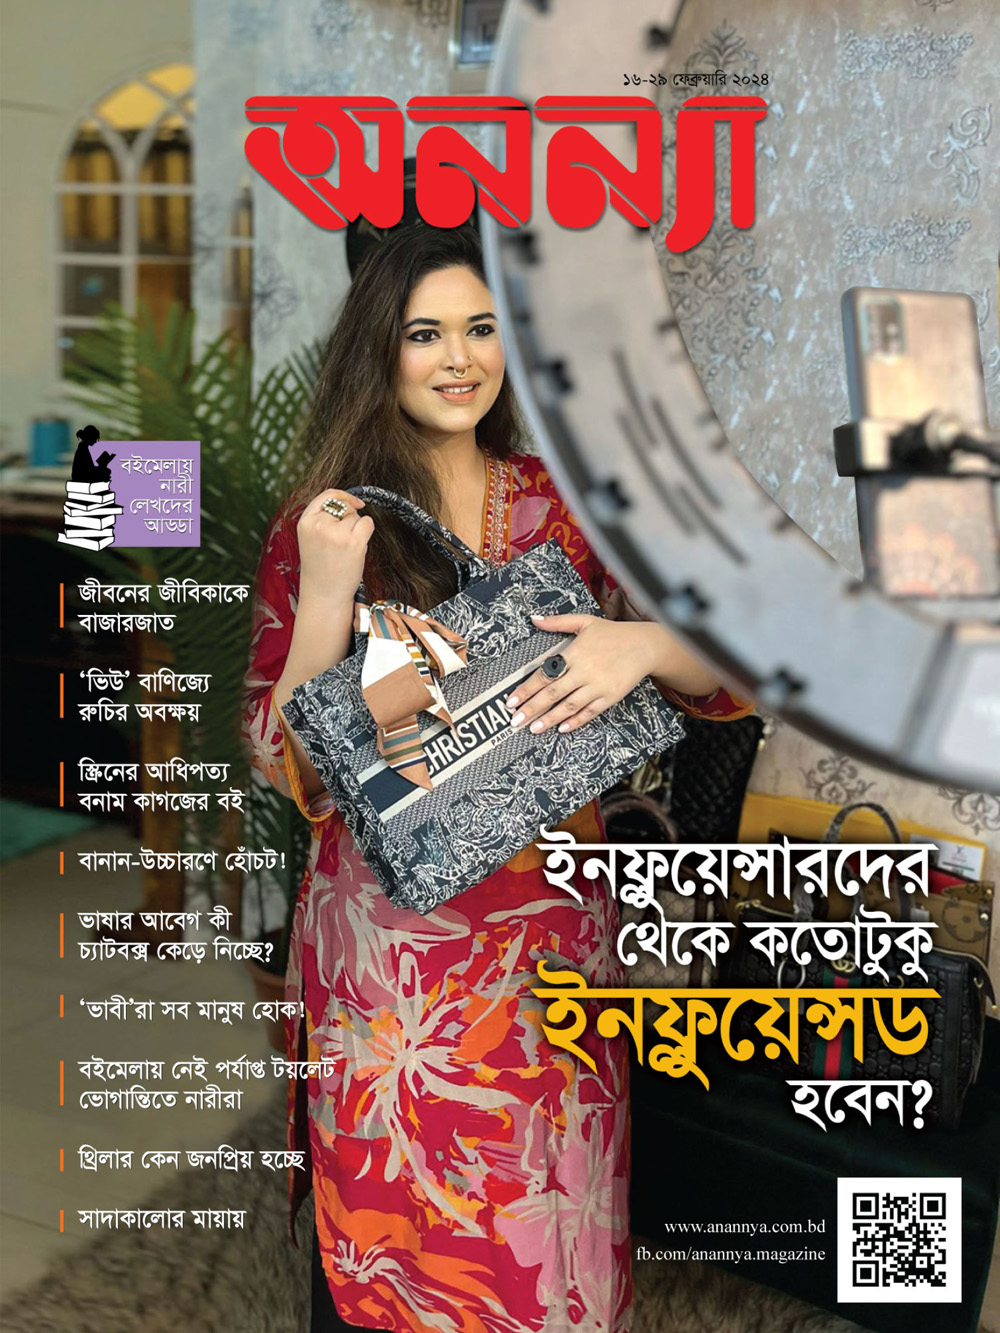 ১৬-২৯ ফেব্রুয়ারি ২০২৪
অনন্যা
বইমেলায়
নারী
লেখদের
আড্ডা
জীবনের জীবিকাকে
বাজারজাত
‘ভিউ’ বাণিজ্যে
রুচির অবক্ষয়
স্ক্রিনের আধিপত্য
বনাম কাগজের বই
বানান-উচ্চারণে হোঁচট!
ভাষার আবেগ কী
চ্যাটবক্স কেড়ে নিচ্ছে?
‘ভাবী’রা সব মানুষ হোক!
বইমেলায় নেই পর্যাপ্ত টয়লেট
ভোগান্তিতে নারীরা
থ্রিলার কেন জনপ্রিয় হচ্ছে
সাদাকালোর মায়ায়
CHRISTIAN
PARIS
ইনফ্লুয়েন্সারদের
থেকে কতোটুকু
ইনফ্লুয়েন্সড
হবেন?
www.anannya.com.bd
fb.com/anannya.magazine